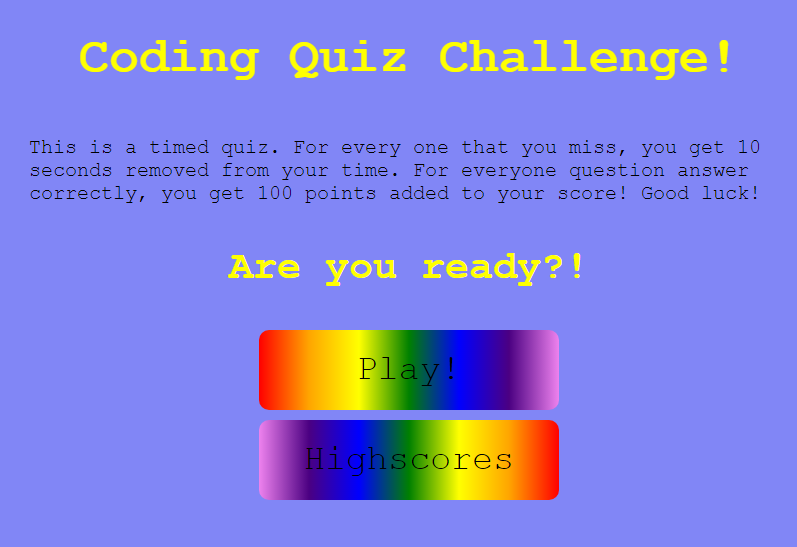 Coding Quiz Challenge!
This is a timed quiz. For every one that you miss, you get 10
seconds removed from your time. For everyone question answer
correctly, you get 100 points added to your score! Good luck!
Are you ready?!
Play!
Highscores